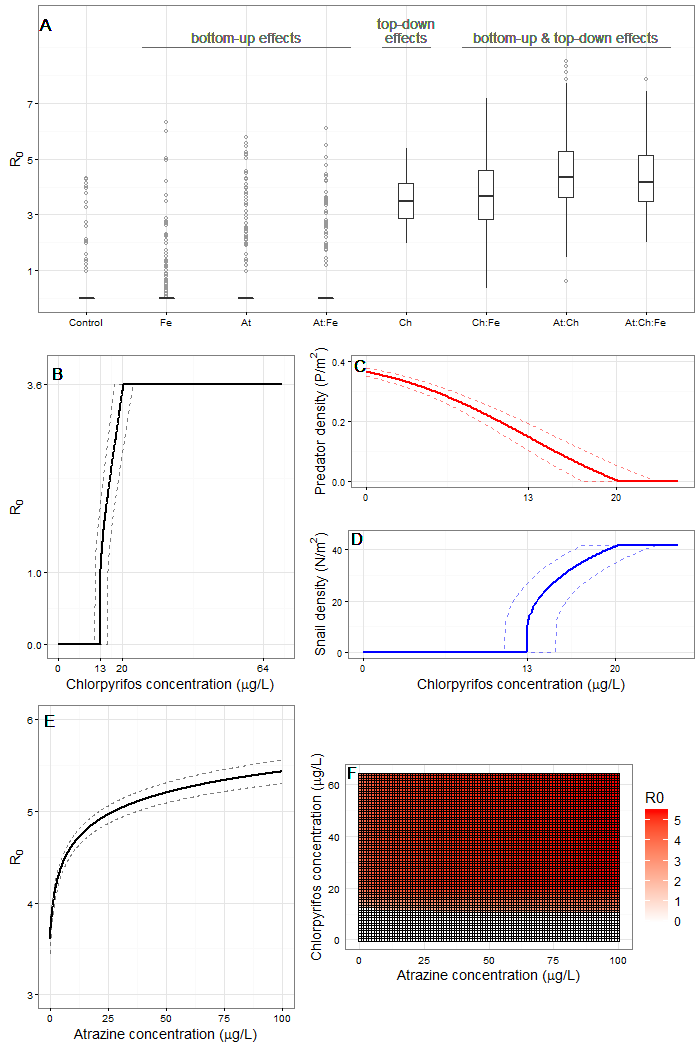 A
bottom-up effects
top-down
effects
bottom-up & top-down effects
R0
7
5
3
1
Control Fe At At:Fe Ch Ch:Fe At:Ch At:Ch:Fe
B
R0
3.6
1.0
0.0
0 13 20 64
Chlorpyrifos concentration (μg/L)
C
Predator density (P/m²)
0.4
0.2
0.0
0 13 20
D
Snail density (N/m²)
40
20
0
0 13 20
Chlorpyrifos concentration (μg/L)
E
R0
6
5
4
3
0 25 50 75 100
Atrazine concentration (μg/L)
F
Chlorpyrifos concentration (μg/L)
60
40
20
0
0 25 50 75 100
Atrazine concentration (μg/L)
R0
5
4
3
2
1
0